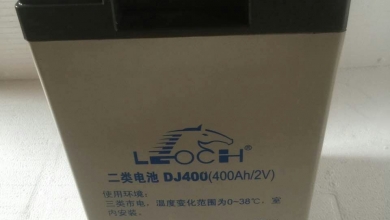 LEOCH
二类电池 DJ400(400Ah/2V)
使用环境:
三类市电，温度变化范围为0~38℃，室
内安装。